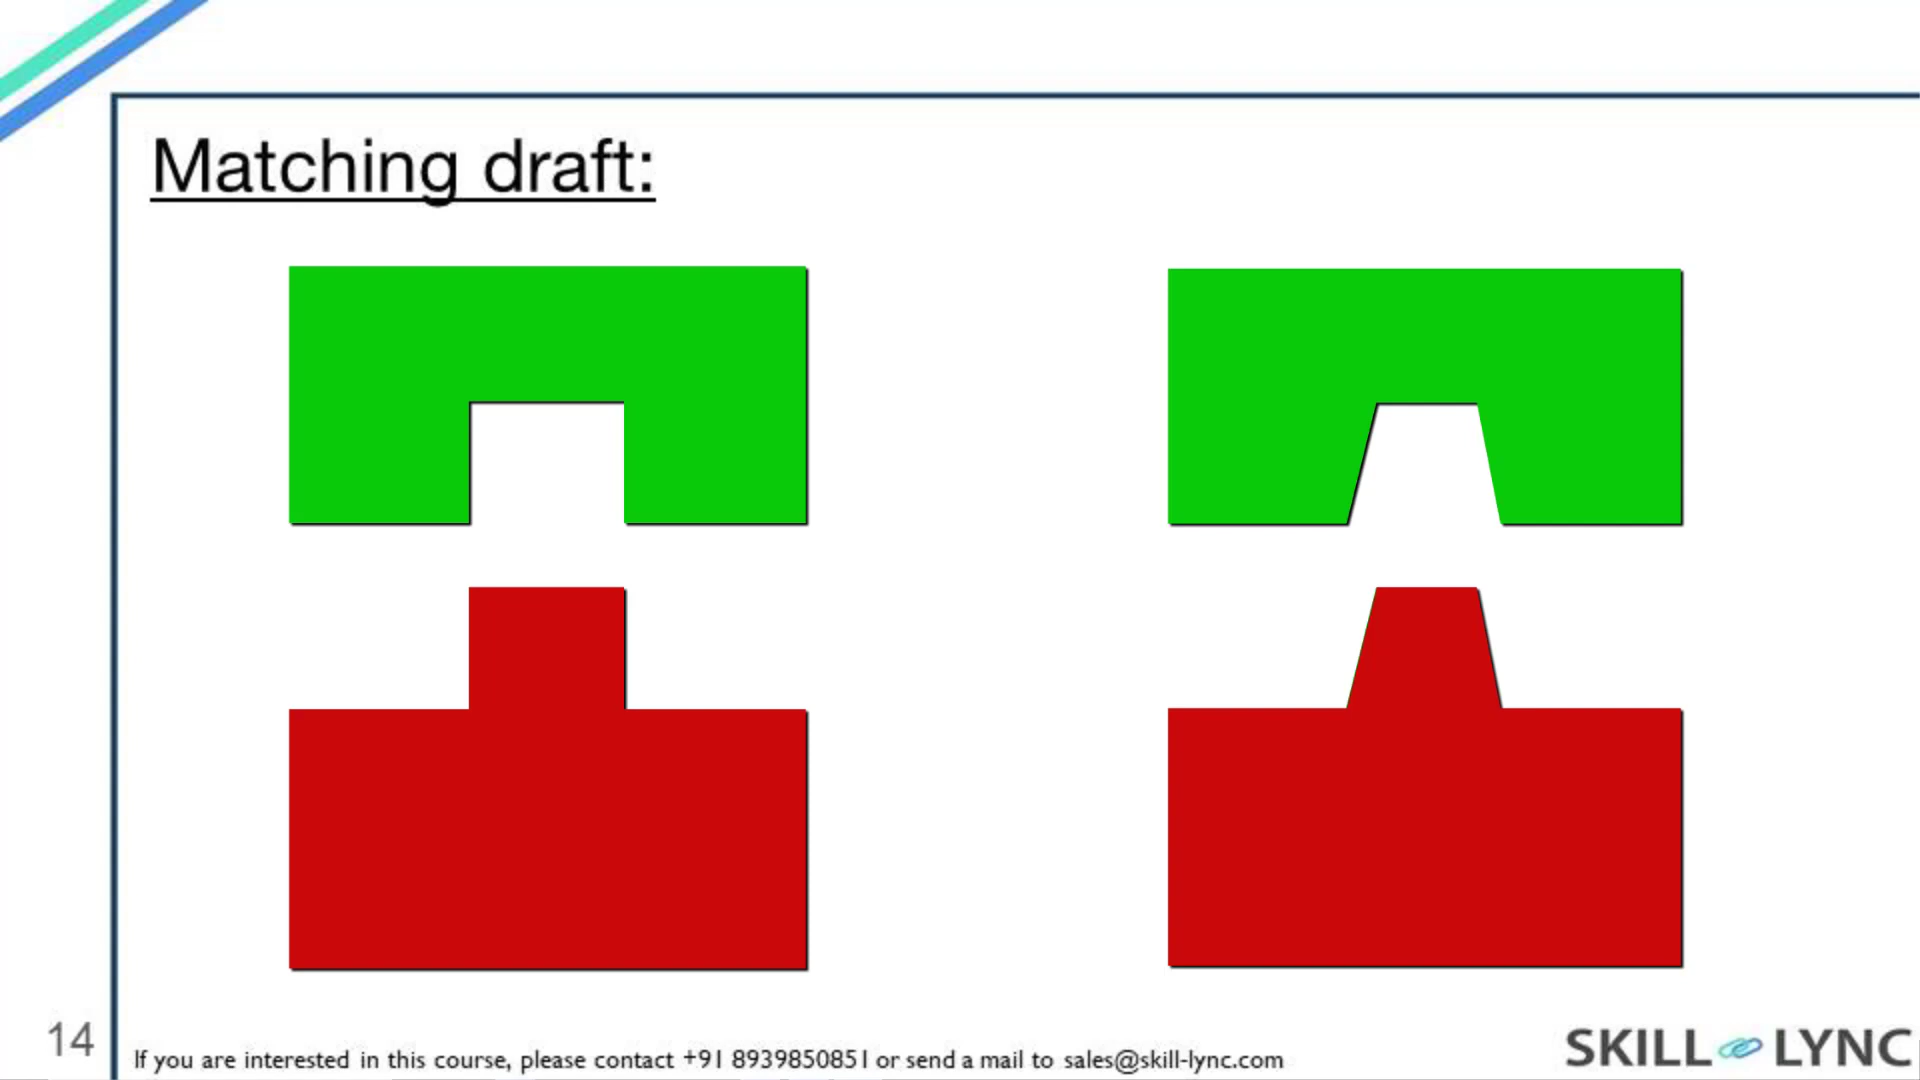 Matching draft:
14
If you are interested in this course, please contact +91 8939850851 or send a mail to sales@skill-lync.com
SKILL LYNC